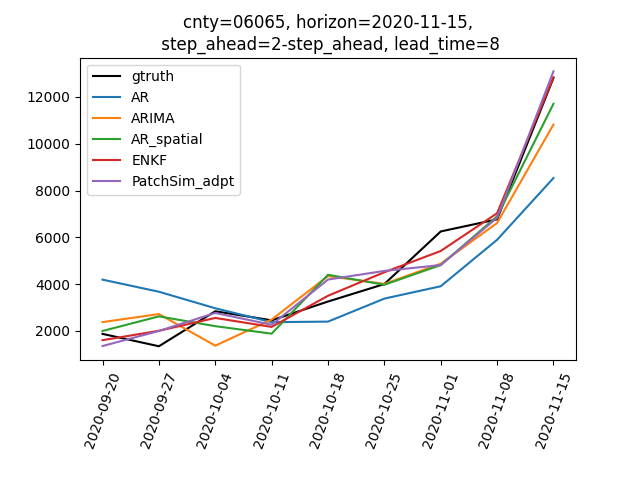 cnty=06065, horizon=2020-11-15,
step_ahead=2-step_ahead, lead_time=8
gtruth
AR
ARIMA
AR_spatial
ENKF
PatchSim_adpt
12000
10000
8000
6000
4000
2000
2020-09-20
2020-09-27
2020-10-04
2020-10-11
2020-10-18
2020-10-25
2020-11-01
2020-11-08
2020-11-15